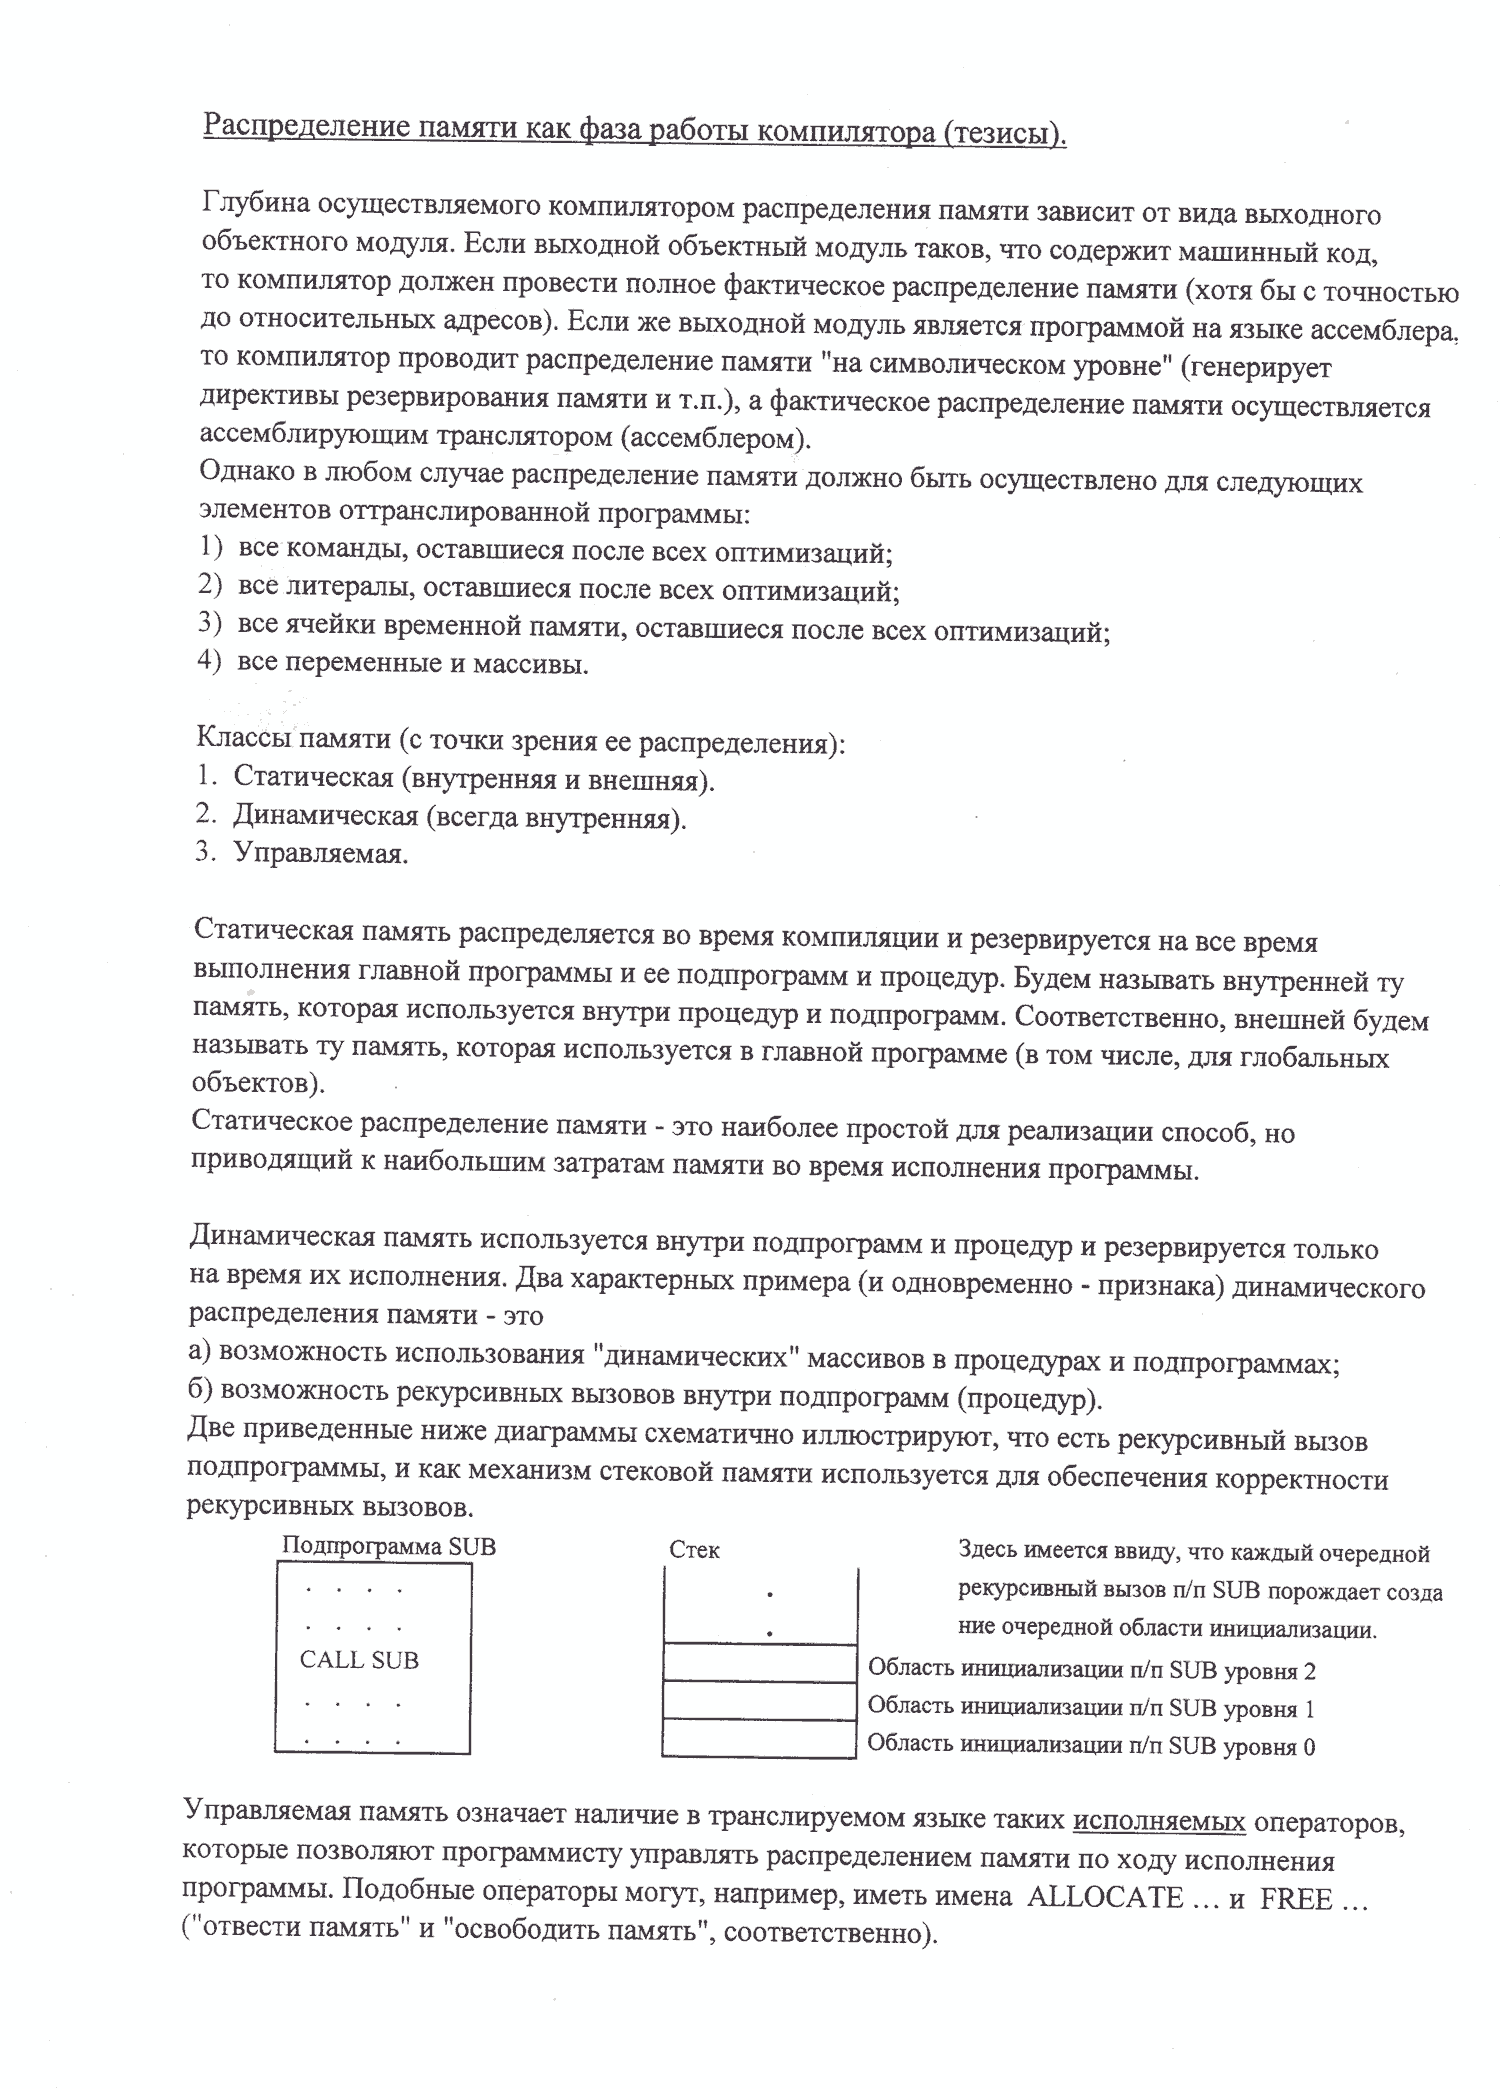 Распределение памяти как фаза работы компилятора (тезисы).
Глубина осуществляемого компилятором распределения памяти зависит от вида выходного
объектного модуля. Если выходной объектный модуль таков, что содержит машинный код,
то компилятор должен провести полное фактическое распределение памяти (хотя бы с точностью
до относительных адресов). Если же выходной модуль является программой на языке ассемблера,
то компилятор проводит распределение памяти "на символическом уровне" (генерирует
директивы резервирования памяти и т.п.), а фактическое распределение памяти осуществляется
ассемблирующим транслятором (ассемблером).
Однако в любом случае распределение памяти должно быть осуществлено для следующих
элементов оттранслированной программы:
1) все команды, оставшиеся после всех оптимизаций;
2) все литералы, оставшиеся после всех оптимизаций;
3) все ячейки временной памяти, оставшиеся после всех оптимизаций;
4) все переменные и массивы.
Классы памяти (с точки зрения ее распределения):
1. Статическая (внутренняя и внешняя).
2. Динамическая (всегда внутренняя).
3. Управляемая.
Статическая память распределяется во время компиляции и резервируется на все время
выполнения главной программы и ее подпрограмм и процедур. Будем называть внутренней ту
память, которая используется внутри процедур и подпрограмм. Соответственно, внешней будем
называть ту память, которая используется в главной программе (в том числе, для глобальных
объектов).
Статическое распределение памяти - это наиболее простой для реализации способ, но
приводящий к наибольшим затратам памяти во время исполнения программы.
Динамическая память используется внутри подпрограмм и процедур и резервируется только
на время их исполнения. Два характерных примера (и одновременно - признака) динамического
распределения памяти - это
а) возможность использования "динамических" массивов в процедурах и подпрограммах;
б) возможность рекурсивных вызовов внутри подпрограмм (процедур).
Две приведенные ниже диаграммы схематично иллюстрируют, что есть рекурсивный вызов
подпрограммы, и как механизм стековой памяти используется для обеспечения корректности
рекурсивных вызовов.
Подпрограмма SUB
. . . .
. . . .
CALL SUB
. . . .
. . . .
Стек
.
.
Здесь имеется ввиду, что каждый очередной
рекурсивный вызов п/п SUB порождает созда
ние очередной области инициализации.
Область инициализации п/п SUB уровня 2
Область инициализации п/п SUB уровня 1
Область инициализации п/п SUB уровня 0
Управляемая память означает наличие в транслируемом языке таких исполняемых операторов,
которые позволяют программисту управлять распределением памяти по ходу исполнения
программы. Подобные операторы могут, например, иметь имена ALLOCATE ... и FREE ...
("отвести память" и "освободить память", соответственно).